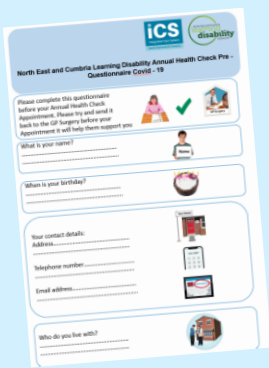 ics
disability
North East and Cumbria Learning Disability Annual Health Check Pre -
Questionnaire Covid - 19
Please complete this questionnaire
before your Annual Health Check
Appointment. Please try and send it
back to the GP Surgery before your
Appointment it will help them support you
What is your name?
Name
When is your birthday?
Your contact details:
Address
Telephone number
Email address
Who do you live with?